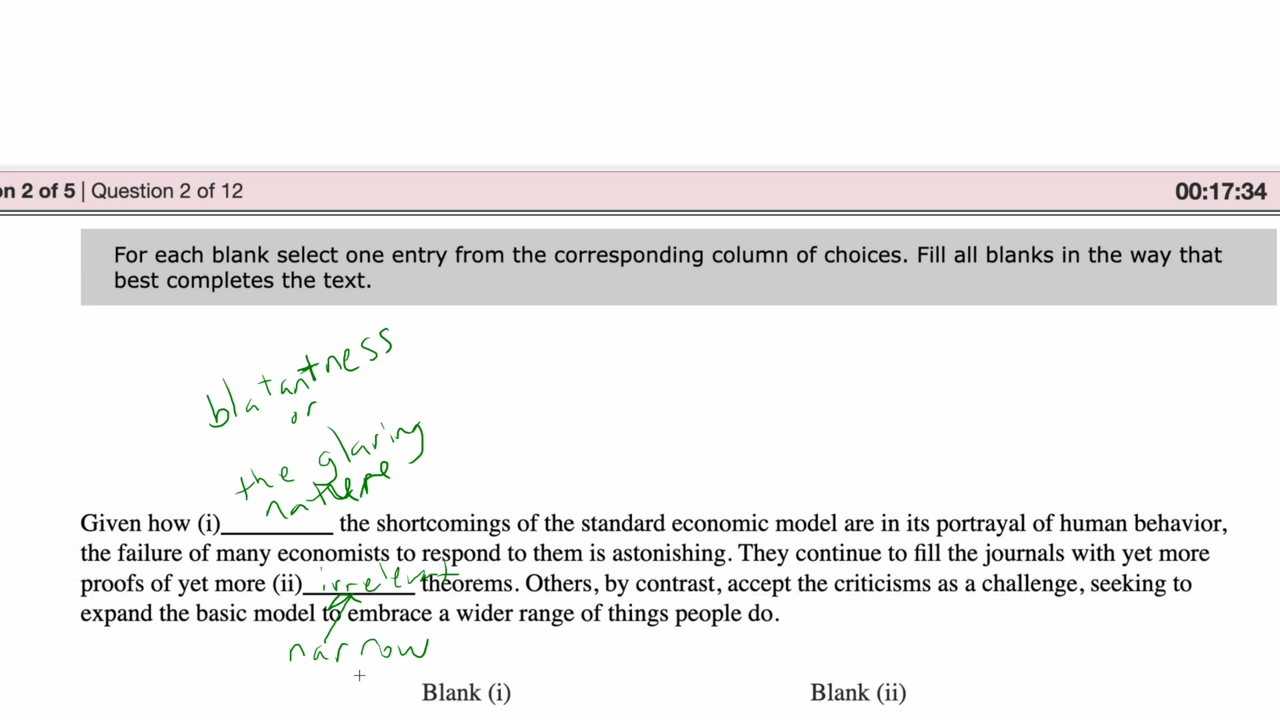 on 2 of 5 | Question 2 of 12
00:17:34
For each blank select one entry from the corresponding column of choices. Fill all blanks in the way that
best completes the text.
blatantness
or
the glaring
nature
Given how (i)__________ the shortcomings of the standard economic model are in its portrayal of human behavior,
the failure of many economists to respond to them is astonishing. They continue to fill the journals with yet more
proofs of yet more (ii) irrelevant theorems. Others, by contrast, accept the criticisms as a challenge, seeking to
expand the basic model to embrace a wider range of things people do.
narrow
Blank (i) Blank (ii)